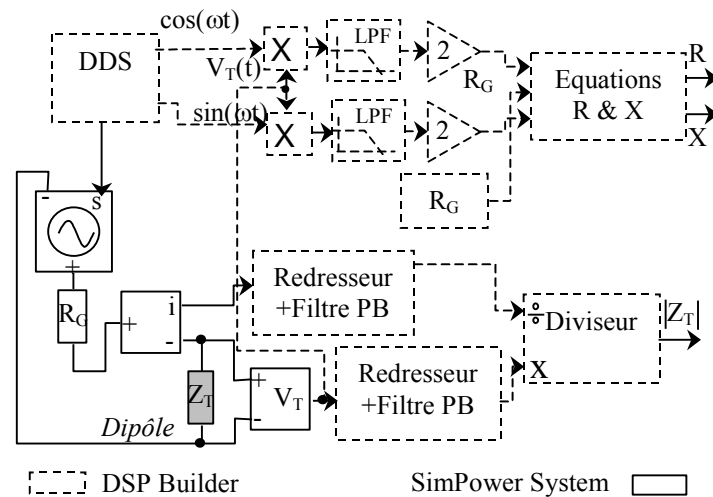 cos(ωt)
DDS
V_T(t)
sin(ωt)
X
X
LPF
LPF
2
2
R_G
R_G
Equations
R & X
R
X
-
s
+
R_G
+
i
-
Z_T
Dipôle
+
-
V_T
Redresseur
+Filtre PB
Redresseur
+Filtre PB
÷
Diviseur
X
|Z_T|
DSP Builder
SimPower System